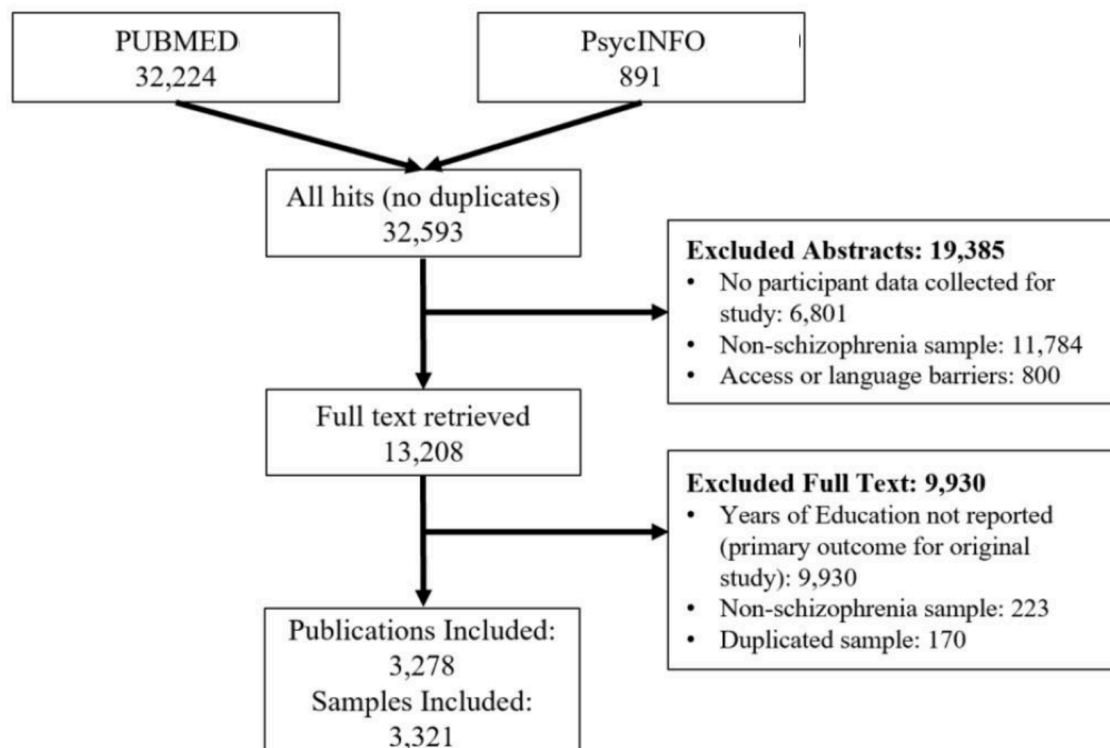 PUBMED
32,224
PsycINFO
891
All hits (no duplicates)
32,593
Excluded Abstracts: 19,385
• No participant data collected for
study: 6,801
• Non-schizophrenia sample: 11,784
• Access or language barriers: 800
Full text retrieved
13,208
Excluded Full Text: 9,930
• Years of Education not reported
(primary outcome for original
study): 9,930
• Non-schizophrenia sample: 223
• Duplicated sample: 170
Publications Included:
3,278
Samples Included:
3,321